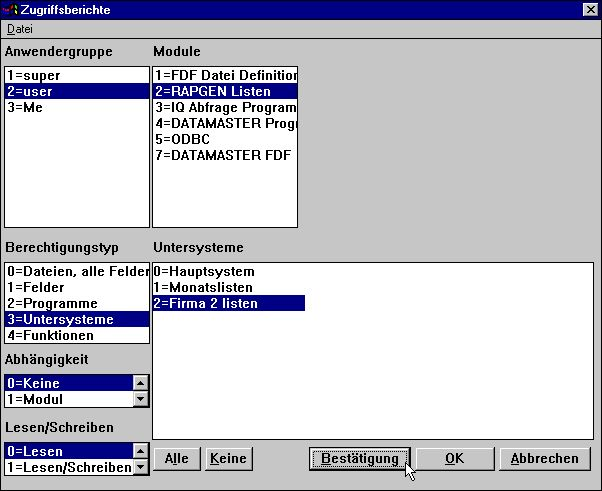 Zugriffsberichte
Datei
Anwendergruppe
1=super
2=user
3=Me
Module
1=FDF Datei Definition
2=RAPGEN Listen
3=IQ Abfrage Program
4=DATAMASTER Prog
5=ODBC
7=DATAMASTER FDF
Berechtigungstyp
0=Dateien, alle Felder
1=Felder
2=Programme
3=Untersysteme
4=Funktionen
Untersysteme
0=Hauptsystem
1=Monatslisten
2=Firma 2 listen
Abhängigkeit
0=Keine
1=Modul
Lesen/Schreiben
0=Lesen
1=Lesen/Schreiben
Alle
Keine
Bestätigung
OK
Abbrechen